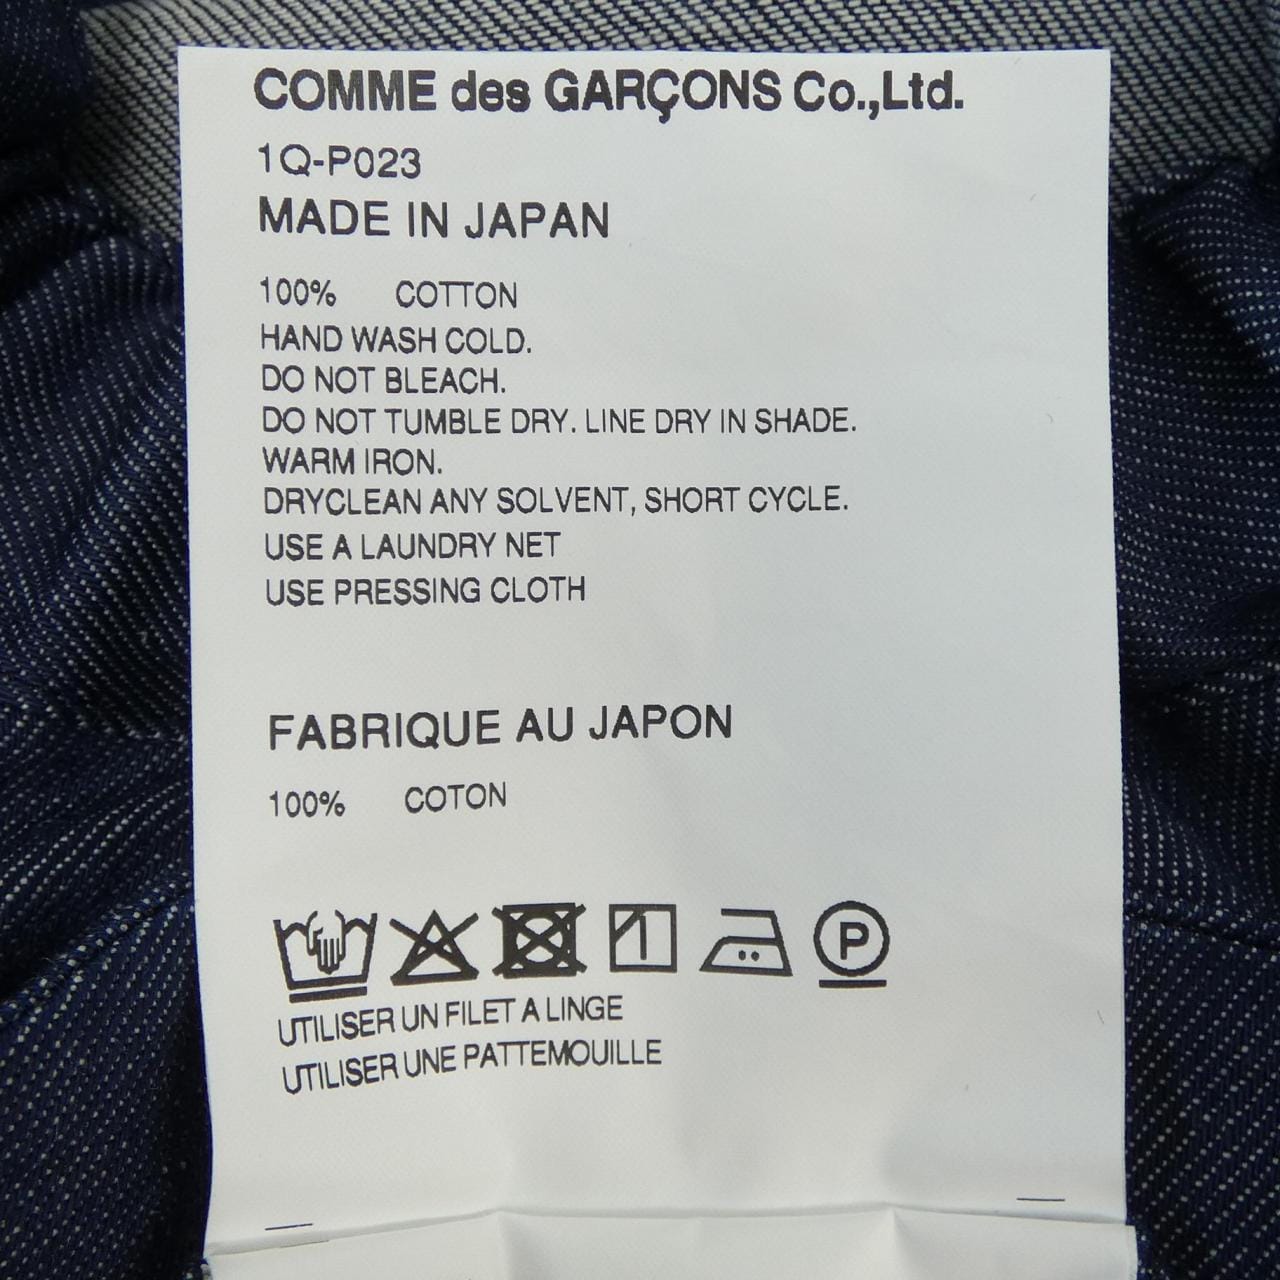 COMME des GARÇONS Co.,Ltd.
1Q-P023
MADE IN JAPAN
100% COTTON
HAND WASH COLD.
DO NOT BLEACH.
DO NOT TUMBLE DRY. LINE DRY IN SHADE.
WARM IRON.
DRYCLEAN ANY SOLVENT, SHORT CYCLE.
USE A LAUNDRY NET
USE PRESSING CLOTH
FABRIQUE AU JAPON
100% COTON
P
UTILISER UN FILET A LINGE
UTILISER UNE PATTEMOUILLE